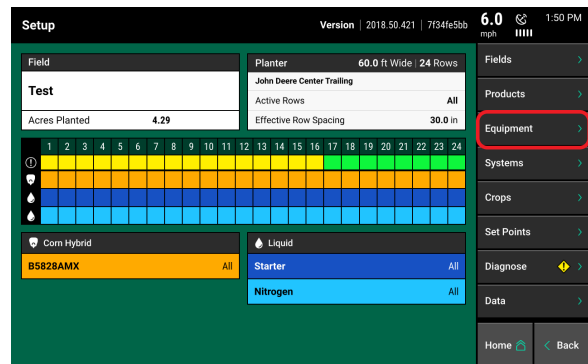 Setup
Version | 2018.50.421 | 7f34fe5bb
6.0
mph
1:50 PM
Field
Test
Acres Planted 4.29
Planter 60.0 ft Wide | 24 Rows
John Deere Center Trailing
Active Rows All
Effective Row Spacing 30.0 in
1 2 3 4 5 6 7 8 9 10 11 12 13 14 15 16 17 18 19 20 21 22 23 24
Corn Hybrid
B5828AMX All
Liquid
Starter All
Nitrogen All
Fields
Products
Equipment
Systems
Crops
Set Points
Diagnose
Data
Home
< Back